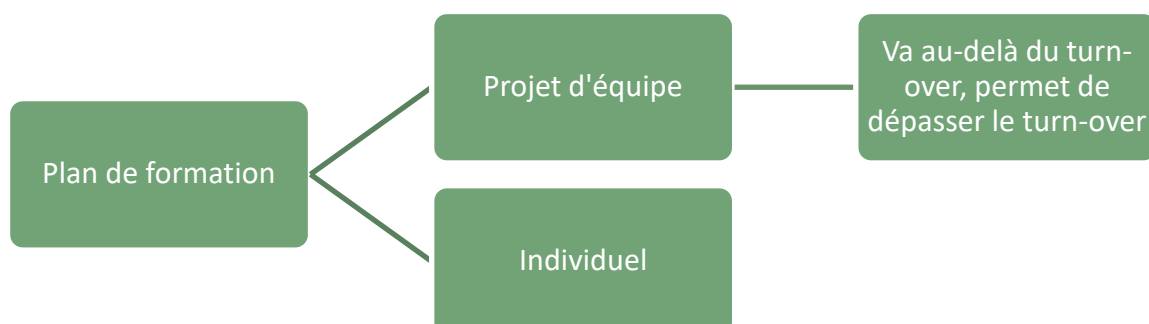 Plan de formation
Projet d'équipe
Va au-delà du turn-
over, permet de
dépasser le turn-over
Individuel